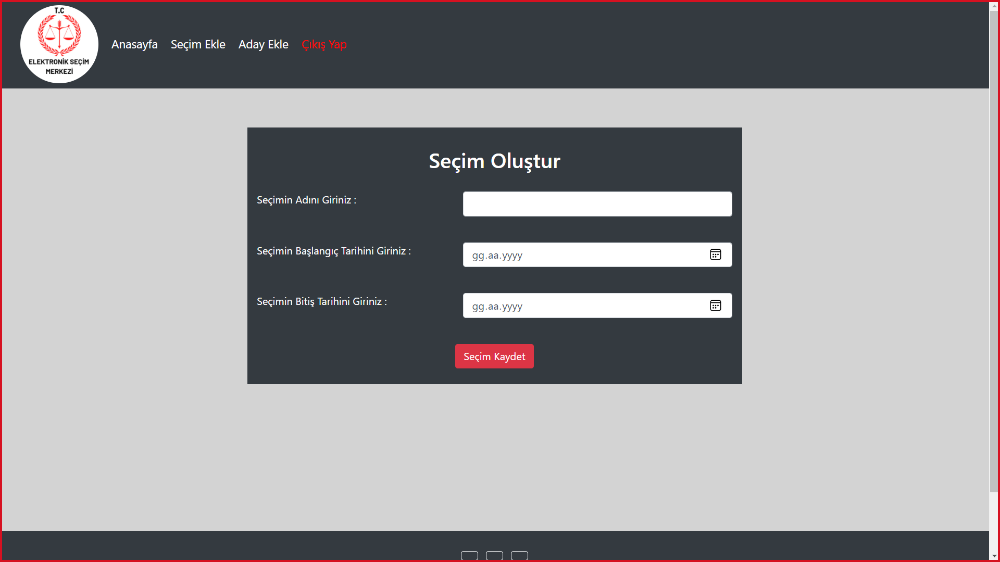 T.C
ELEKTRONİK SEÇİM
MERKEZİ
Anasayfa
Seçim Ekle
Aday Ekle
Çıkış Yap
Seçim Oluştur
Seçimin Adını Giriniz :
Seçimin Başlangıç Tarihini Giriniz :
gg.aa.yyyy
Seçimin Bitiş Tarihini Giriniz :
gg.aa.yyyy
Seçim Kaydet